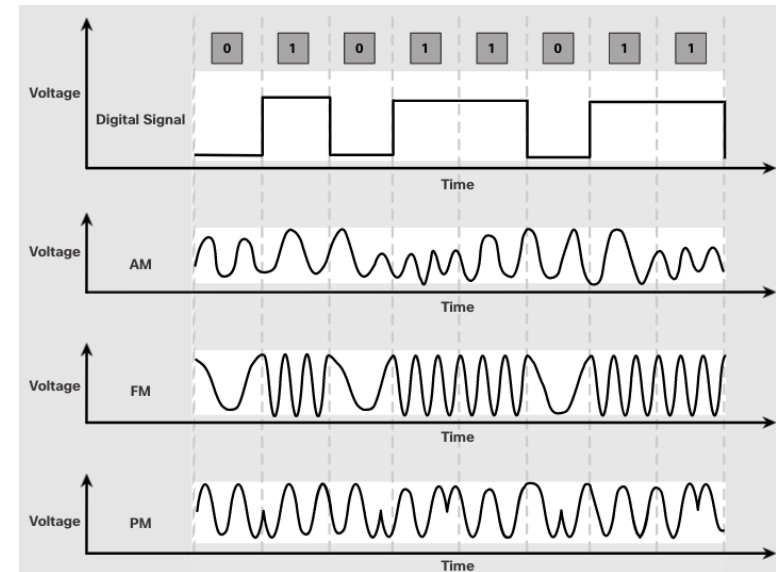 0 1 0 1 1 0 1 1
Voltage
Digital Signal
Time
Voltage
AM
Time
Voltage
FM
Time
Voltage
PM
Time